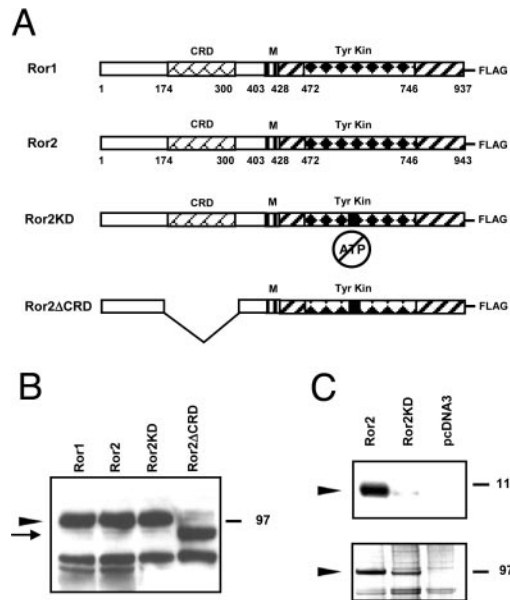 A
CRD M Tyr Kin
Ror1 FLAG
1 174 300 403 428 472 746 937
CRD M Tyr Kin
Ror2 FLAG
1 174 300 403 428 472 746 943
CRD M Tyr Kin
Ror2KD FLAG
ATP
M Tyr Kin
Ror2ΔCRD FLAG
B
Ror1 Ror2 Ror2KD Ror2ΔCRD
97
C
Ror2 Ror2KD pcDNA3
11
97